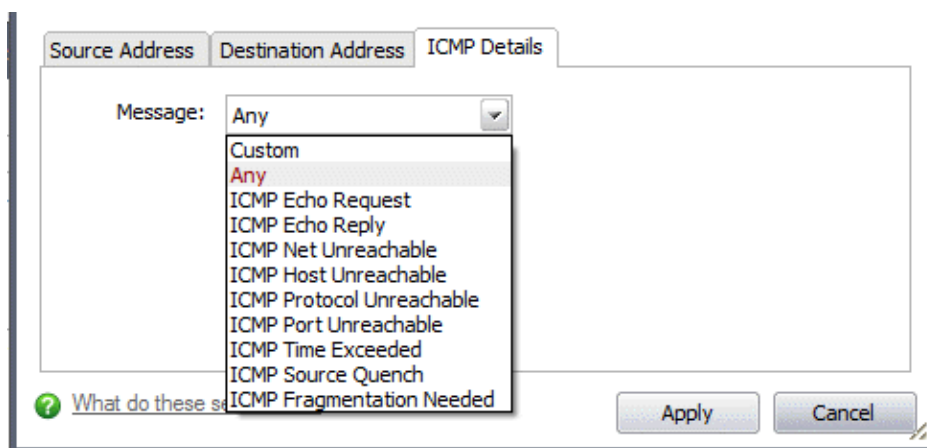 Source Address Destination Address ICMP Details
Message: Any
Custom
Any
ICMP Echo Request
ICMP Echo Reply
ICMP Net Unreachable
ICMP Host Unreachable
ICMP Protocol Unreachable
ICMP Port Unreachable
ICMP Time Exceeded
ICMP Source Quench
ICMP Fragmentation Needed
What do these se
Apply Cancel